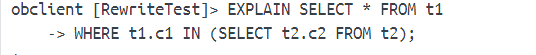 obclient [RewriteTest]> EXPLAIN SELECT * FROM t1
-> WHERE t1.c1 IN (SELECT t2.c2 FROM t2);